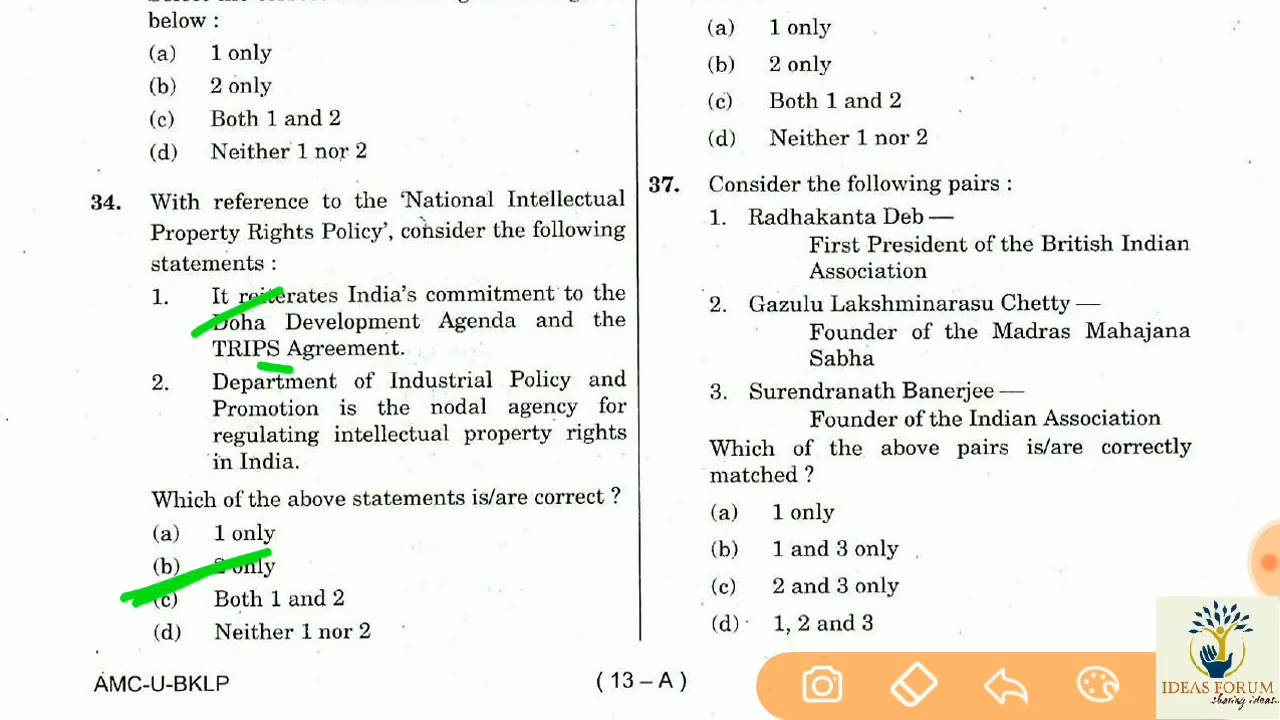 below :
(a) 1 only
(b) 2 only
(c) Both 1 and 2
(d) Neither 1 nor 2
34. With reference to the 'National Intellectual
Property Rights Policy', consider the following
statements :
1. It reiterates India's commitment to the
Doha Development Agenda and the
TRIPS Agreement.
2. Department of Industrial Policy and
Promotion is the nodal agency for
regulating intellectual property rights
in India.
Which of the above statements is/are correct ?
(a) 1 only
(b) 2 only
(c) Both 1 and 2
(d) Neither 1 nor 2
AMC-U-BKLP
( 13 – A )
(a) 1 only
(b) 2 only
(c) Both 1 and 2
(d) Neither 1 nor 2
37. Consider the following pairs :
1. Radhakanta Deb —
First President of the British Indian
Association
2. Gazulu Lakshminarasu Chetty —
Founder of the Madras Mahajana
Sabha
3. Surendranath Banerjee —
Founder of the Indian Association
Which of the above pairs is/are correctly
matched ?
(a) 1 only
(b) 1 and 3 only
(c) 2 and 3 only
(d) 1, 2 and 3
IDEAS FORUM
sharing ideas..